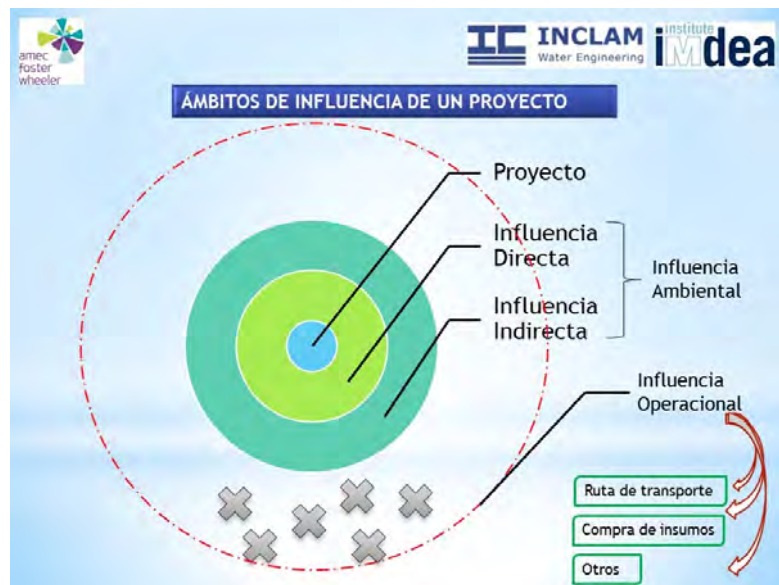 amec
foster
wheeler
IC INCLAM
Water Engineering
institute
iMdea
ÁMBITOS DE INFLUENCIA DE UN PROYECTO
Proyecto
Influencia
Directa
Influencia
Indirecta
Influencia
Ambiental
Influencia
Operacional
Ruta de transporte
Compra de insumos
Otros